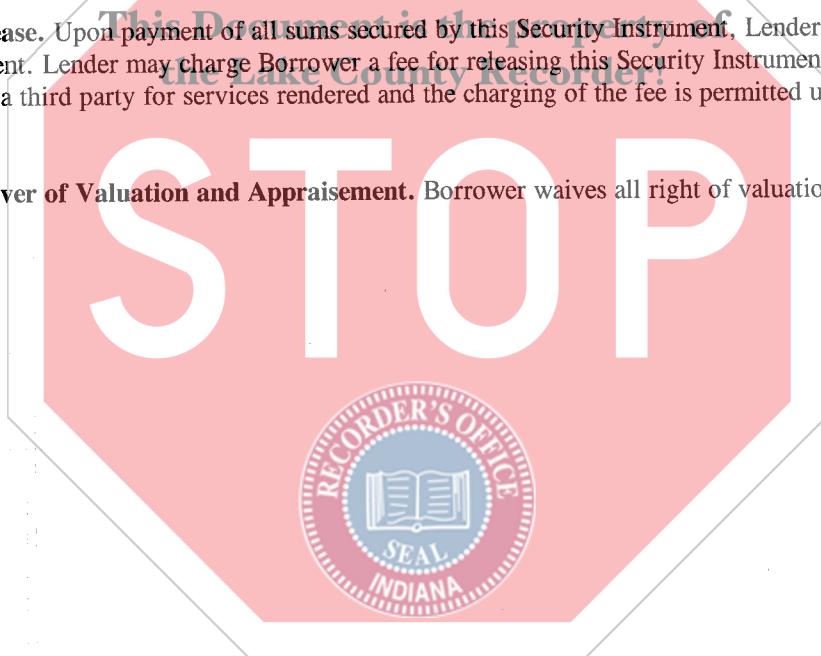 This Document is the property of
ease. Upon payment of all sums secured by this Security Instrument, Lender
the Lake County Recorder!
ent. Lender may charge Borrower a fee for releasing this Security Instrumen
a third party for services rendered and the charging of the fee is permitted u
ver of Valuation and Appraisement. Borrower waives all right of valuatio
STOP
RECORDER'S OFFICE
SEAL
INDIANA